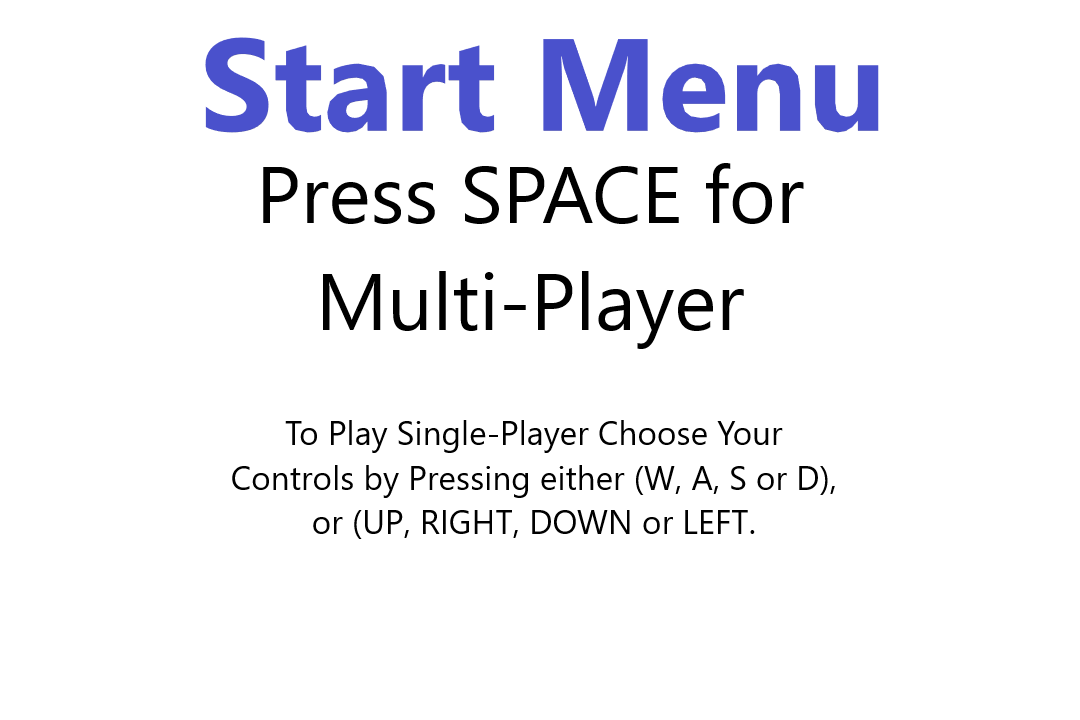 Start Menu
Press SPACE for
Multi-Player
To Play Single-Player Choose Your
Controls by Pressing either (W, A, S or D),
or (UP, RIGHT, DOWN or LEFT.